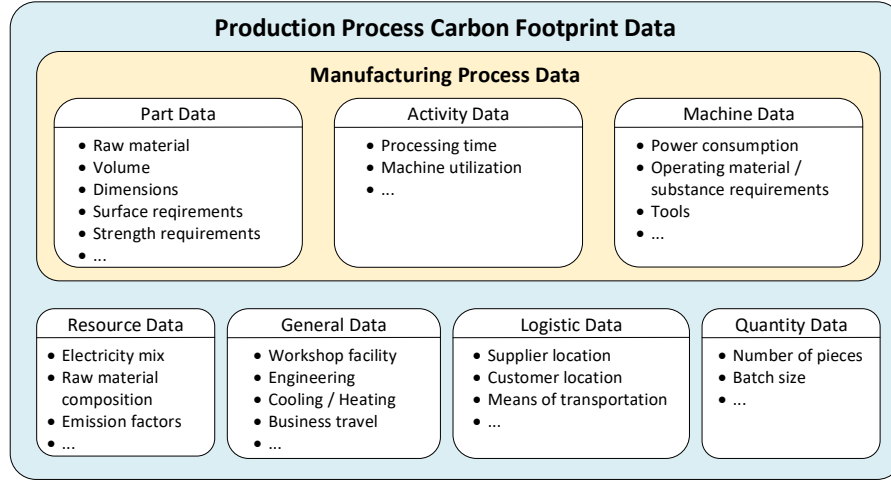 Production Process Carbon Footprint Data
Manufacturing Process Data
Part Data
• Raw material
• Volume
• Dimensions
• Surface reqirements
• Strength requirements
• ...
Activity Data
• Processing time
• Machine utilization
• ...
Machine Data
• Power consumption
• Operating material /
substance requirements
• Tools
• ...
Resource Data
• Electricity mix
• Raw material
composition
• Emission factors
• ...
General Data
• Workshop facility
• Engineering
• Cooling / Heating
• Business travel
• ...
Logistic Data
• Supplier location
• Customer location
• Means of transportation
• ...
Quantity Data
• Number of pieces
• Batch size
• ...